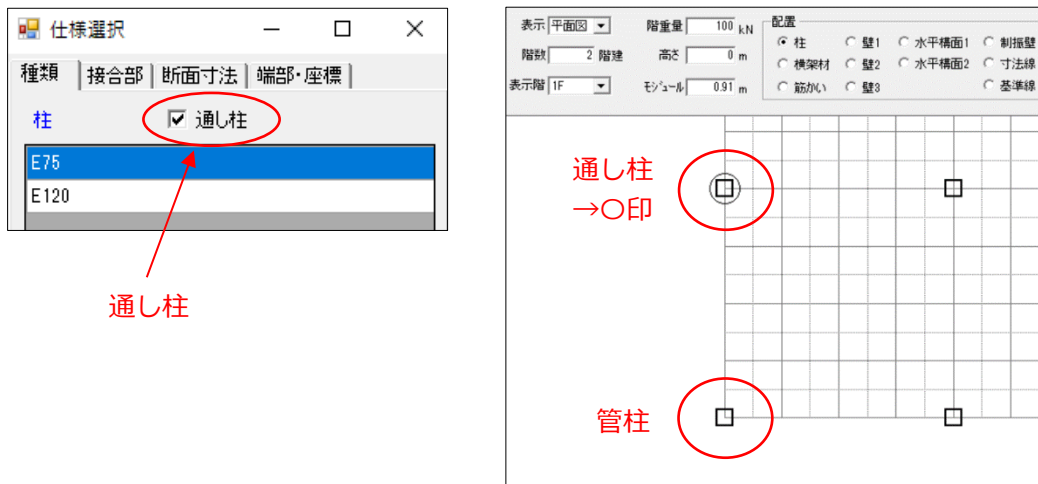 仕様選択
種類 接合部 断面寸法 端部・座標
柱 通し柱
E75
E120
通し柱
表示 平面図 階重量 100 kN 配置
階数 2 階建 高さ 0 m
表示階 1F モジュール 0.91 m
柱 壁1 水平構面1 制振壁
横架材 壁2 水平構面2 寸法線
筋かい 壁3 基準線
通し柱
→〇印
管柱